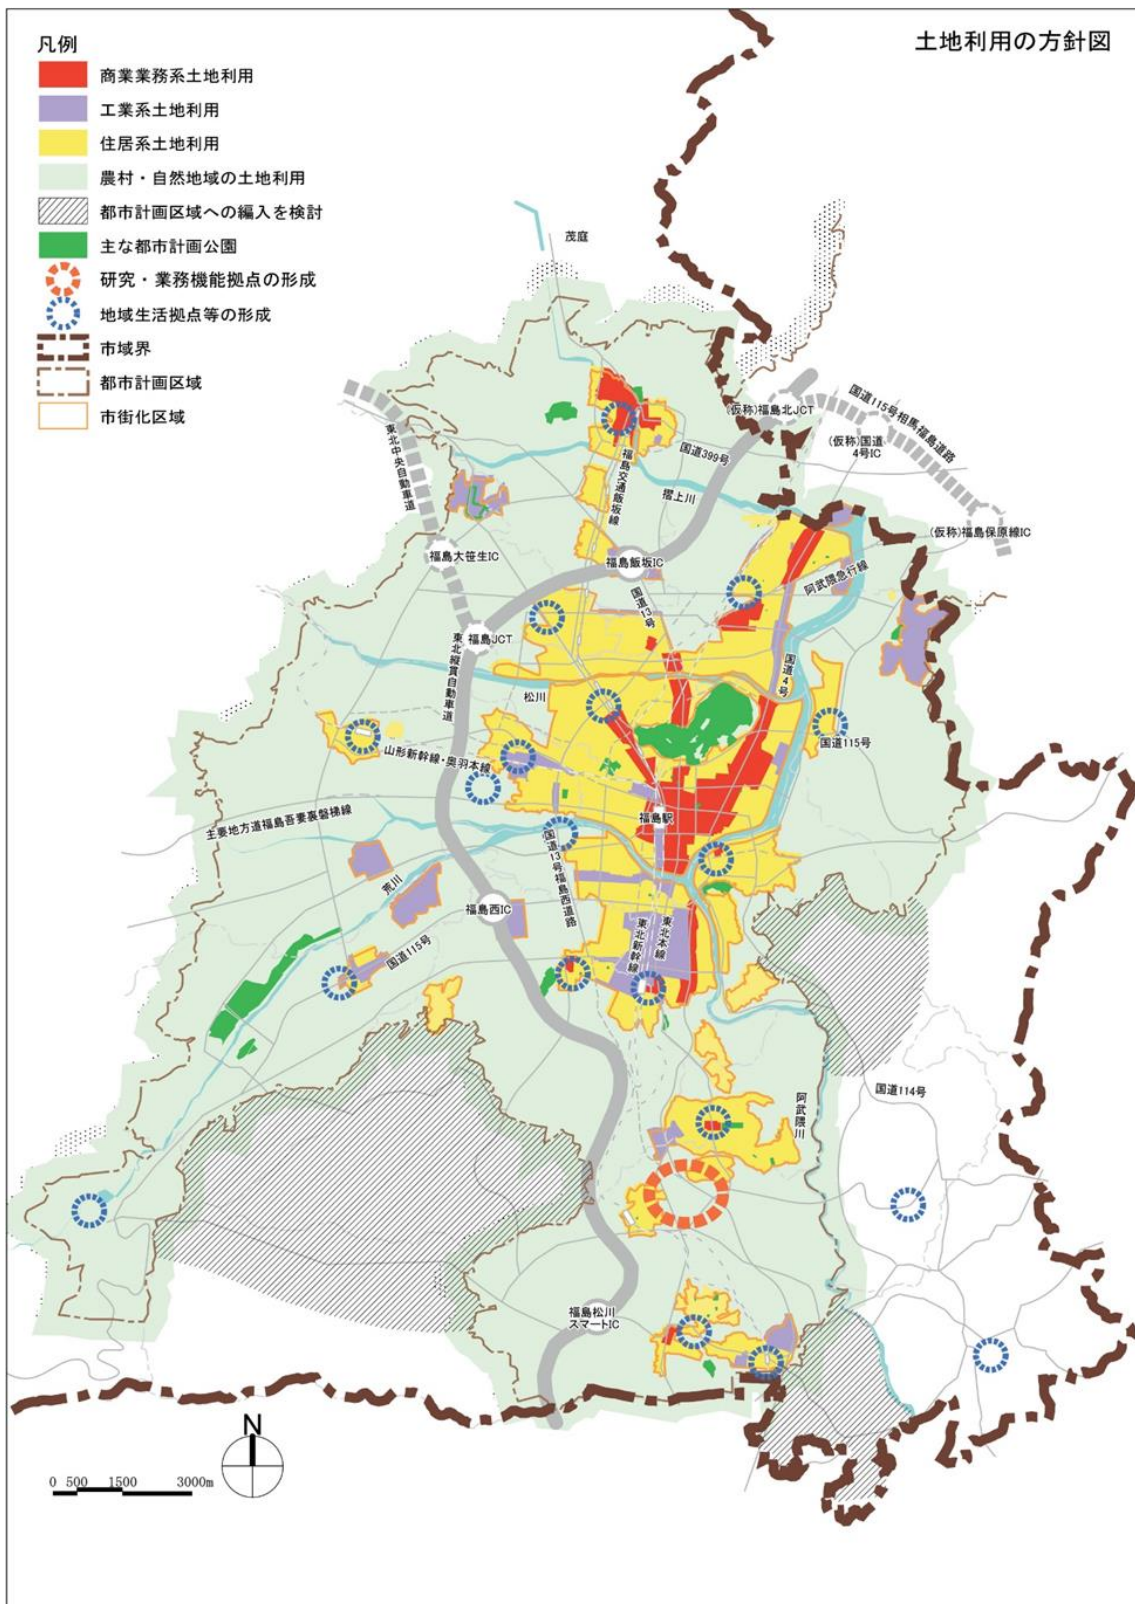 土地利用の方針図
凡例
商業業務系土地利用
工業系土地利用
住居系土地利用
農村・自然地域の土地利用
都市計画区域への編入を検討
主な都市計画公園
研究・業務機能拠点の形成
地域生活拠点等の形成
市域界
都市計画区域
市街化区域
茂庭
(仮称)福島北JCT
国道115号相馬福島道路
(仮称)国道
4号IC
(仮称)福島保原線IC
東北中央自動車道
国道399号
福島交通飯坂線
摺上川
福島大笹生IC
福島飯坂IC
阿武隈急行線
国道13号
福島JCT
東北縦貫自動車道
国道4号
松川
国道115号
山形新幹線・奥羽本線
主要地方道福島吾妻裏磐梯線
福島駅
国道13号福島西道路
荒川
福島西IC
国道115号
東北新幹線
東北本線
国道114号
阿武隈川
福島松川
スマートIC
N
0 500 1500 3000m